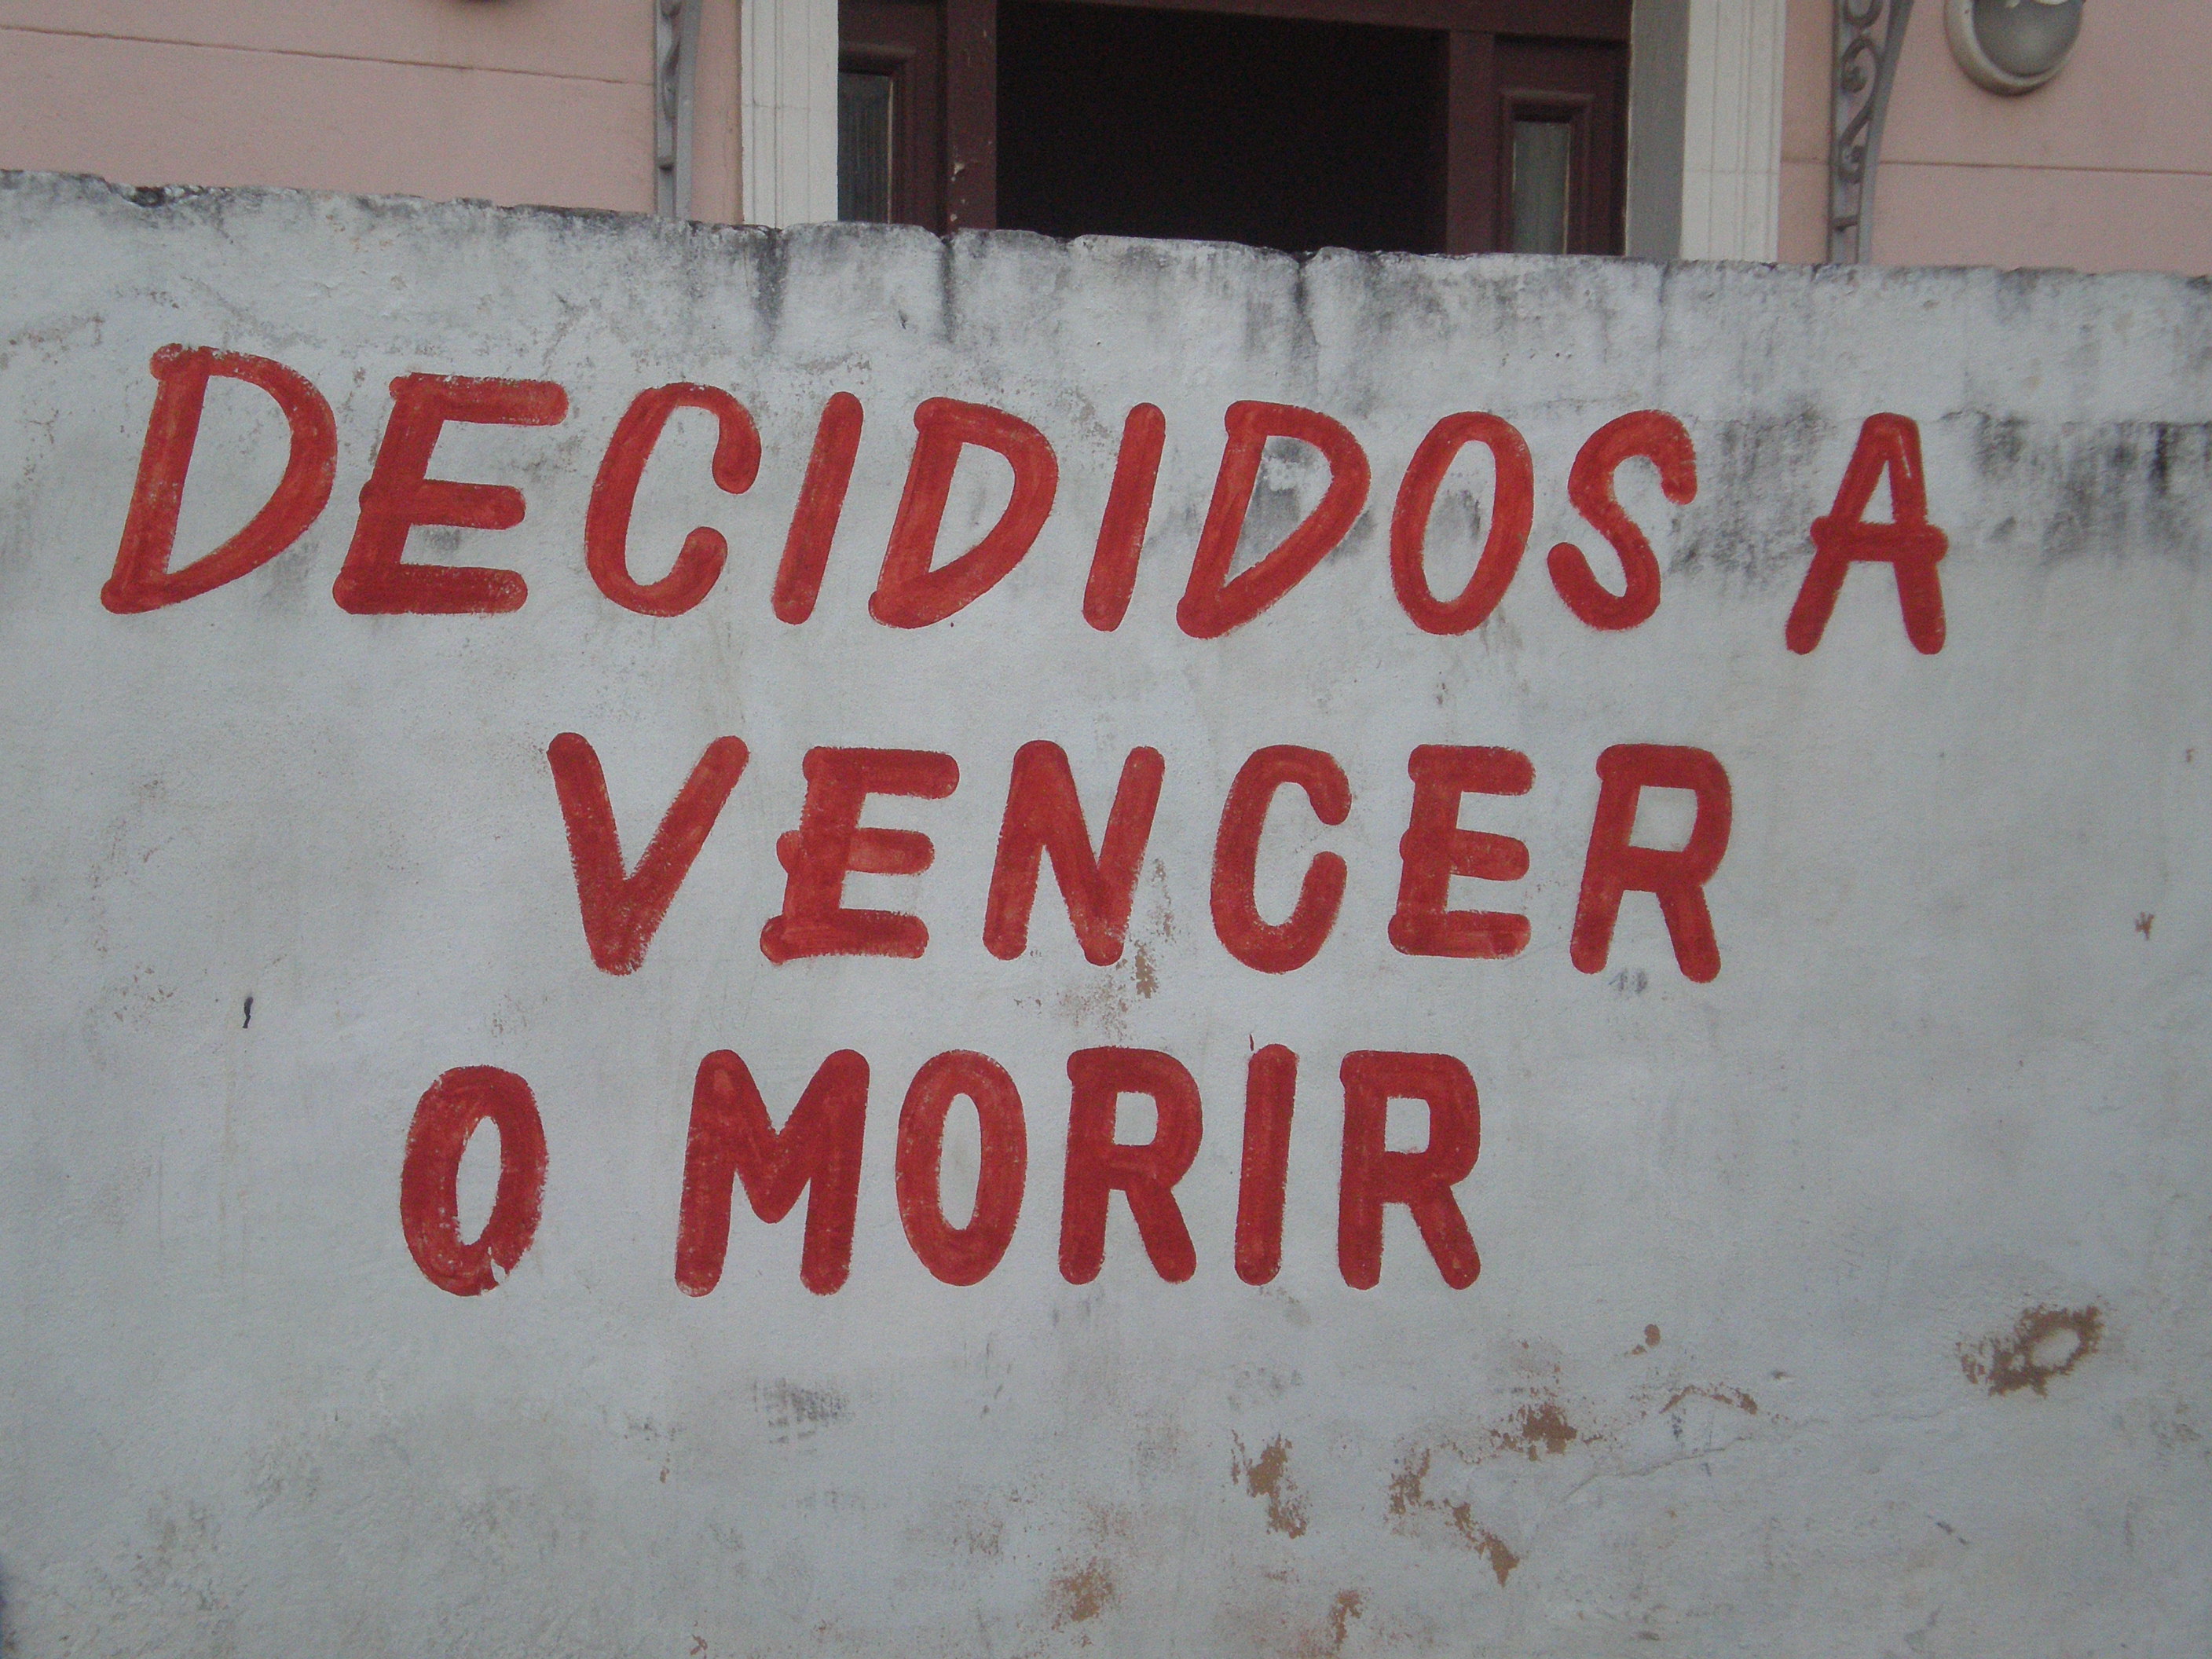 DECIDIDOS A
VENCER
O MORIR